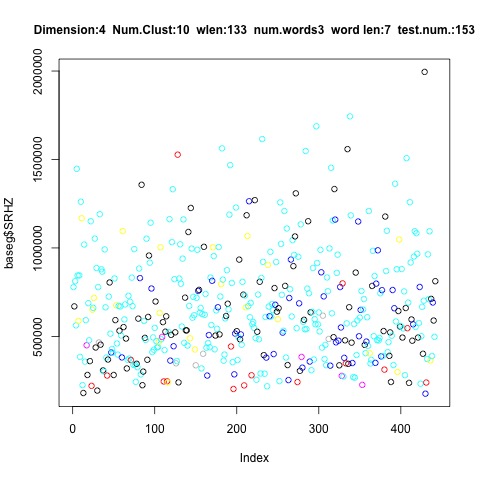 Dimension:4 Num.Clust:10 wlen:133 num.words3 word len:7 test.num.:153
baseg$SRHZ
2000000
1500000
1000000
500000
0 100 200 300 400
Index